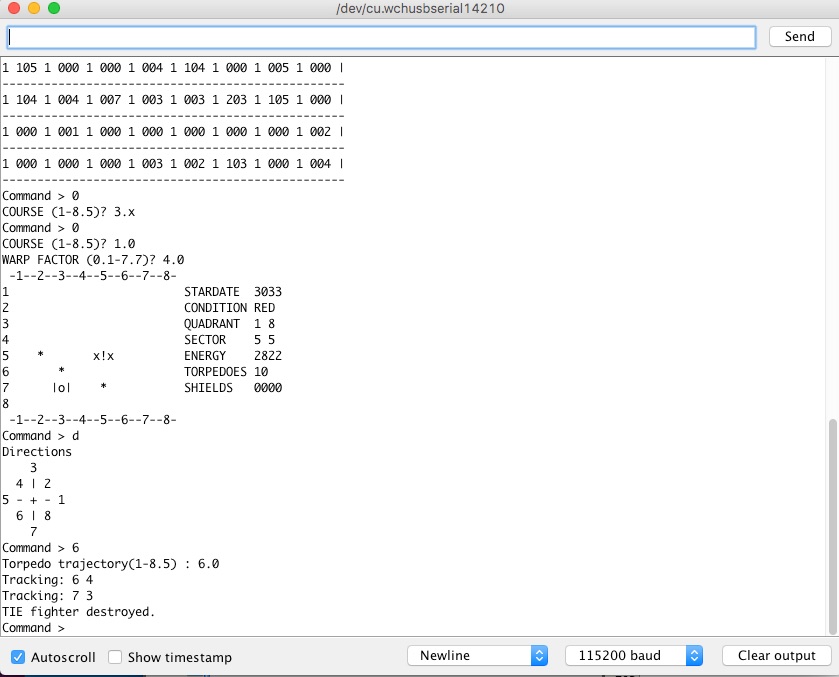 /dev/cu.wchusbserial14210
Send
1 105 1 000 1 000 1 004 1 104 1 000 1 005 1 000 |
-------------------------------------------------
1 104 1 004 1 007 1 003 1 003 1 203 1 105 1 000 |
-------------------------------------------------
1 000 1 001 1 000 1 000 1 000 1 000 1 000 1 002 |
-------------------------------------------------
1 000 1 000 1 000 1 003 1 002 1 103 1 000 1 004 |
-------------------------------------------------
Command > 0
COURSE (1-8.5)? 3.x
Command > 0
COURSE (1-8.5)? 1.0
WARP FACTOR (0.1-7.7)? 4.0
 -1--2--3--4--5--6--7--8-
1                         STARDATE  3033
2                         CONDITION RED
3                         QUADRANT  1 8
4                         SECTOR    5 5
5    *       x!x          ENERGY    2822
6       *                 TORPEDOES 10
7      |o|    *           SHIELDS   0000
8
 -1--2--3--4--5--6--7--8-
Command > d
Directions
    3
  4 | 2
5 - + - 1
  6 | 8
    7
Command > 6
Torpedo trajectory(1-8.5) : 6.0
Tracking: 6 4
Tracking: 7 3
TIE fighter destroyed.
Command >
Autoscroll Show timestamp Newline 115200 baud Clear output